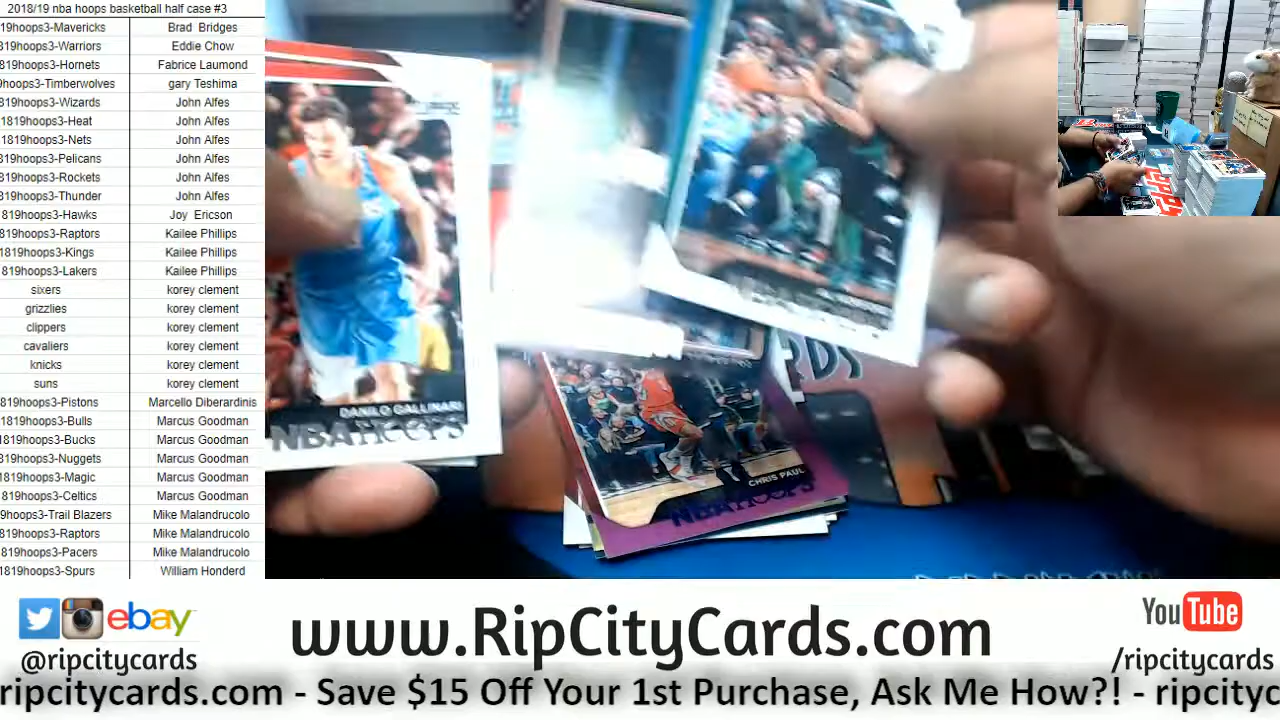 2018/19 nba hoops basketball half case #3
19hoops3-Mavericks Brad Bridges
819hoops3-Warriors Eddie Chow
819hoops3-Hornets Fabrice Laumond
9hoops3-Timberwolves gary Teshima
819hoops3-Wizards John Alfes
1819hoops3-Heat John Alfes
1819hoops3-Nets John Alfes
819hoops3-Pelicans John Alfes
819hoops3-Rockets John Alfes
819hoops3-Thunder John Alfes
819hoops3-Hawks Joy Ericson
819hoops3-Raptors Kailee Phillips
1819hoops3-Kings Kailee Phillips
819hoops3-Lakers Kailee Phillips
sixers korey clement
grizzlies korey clement
clippers korey clement
cavaliers korey clement
knicks korey clement
suns korey clement
819hoops3-Pistons Marcello Diberardinis
1819hoops3-Bulls Marcus Goodman
819hoops3-Bucks Marcus Goodman
819hoops3-Nuggets Marcus Goodman
1819hoops3-Magic Marcus Goodman
819hoops3-Celtics Marcus Goodman
9hoops3-Trail Blazers Mike Malandrucolo
819hoops3-Raptors Mike Malandrucolo
819hoops3-Pacers Mike Malandrucolo
1819hoops3-Spurs William Honderd
DANILO GALLINARI
NBA HOOPS
CHRIS PAUL
NBA HOOPS
RDS
ebay
@ripcitycards
www.RipCityCards.com
YouTube
/ripcitycards
ripcitycards.com - Save $15 Off Your 1st Purchase, Ask Me How?! - ripcityc